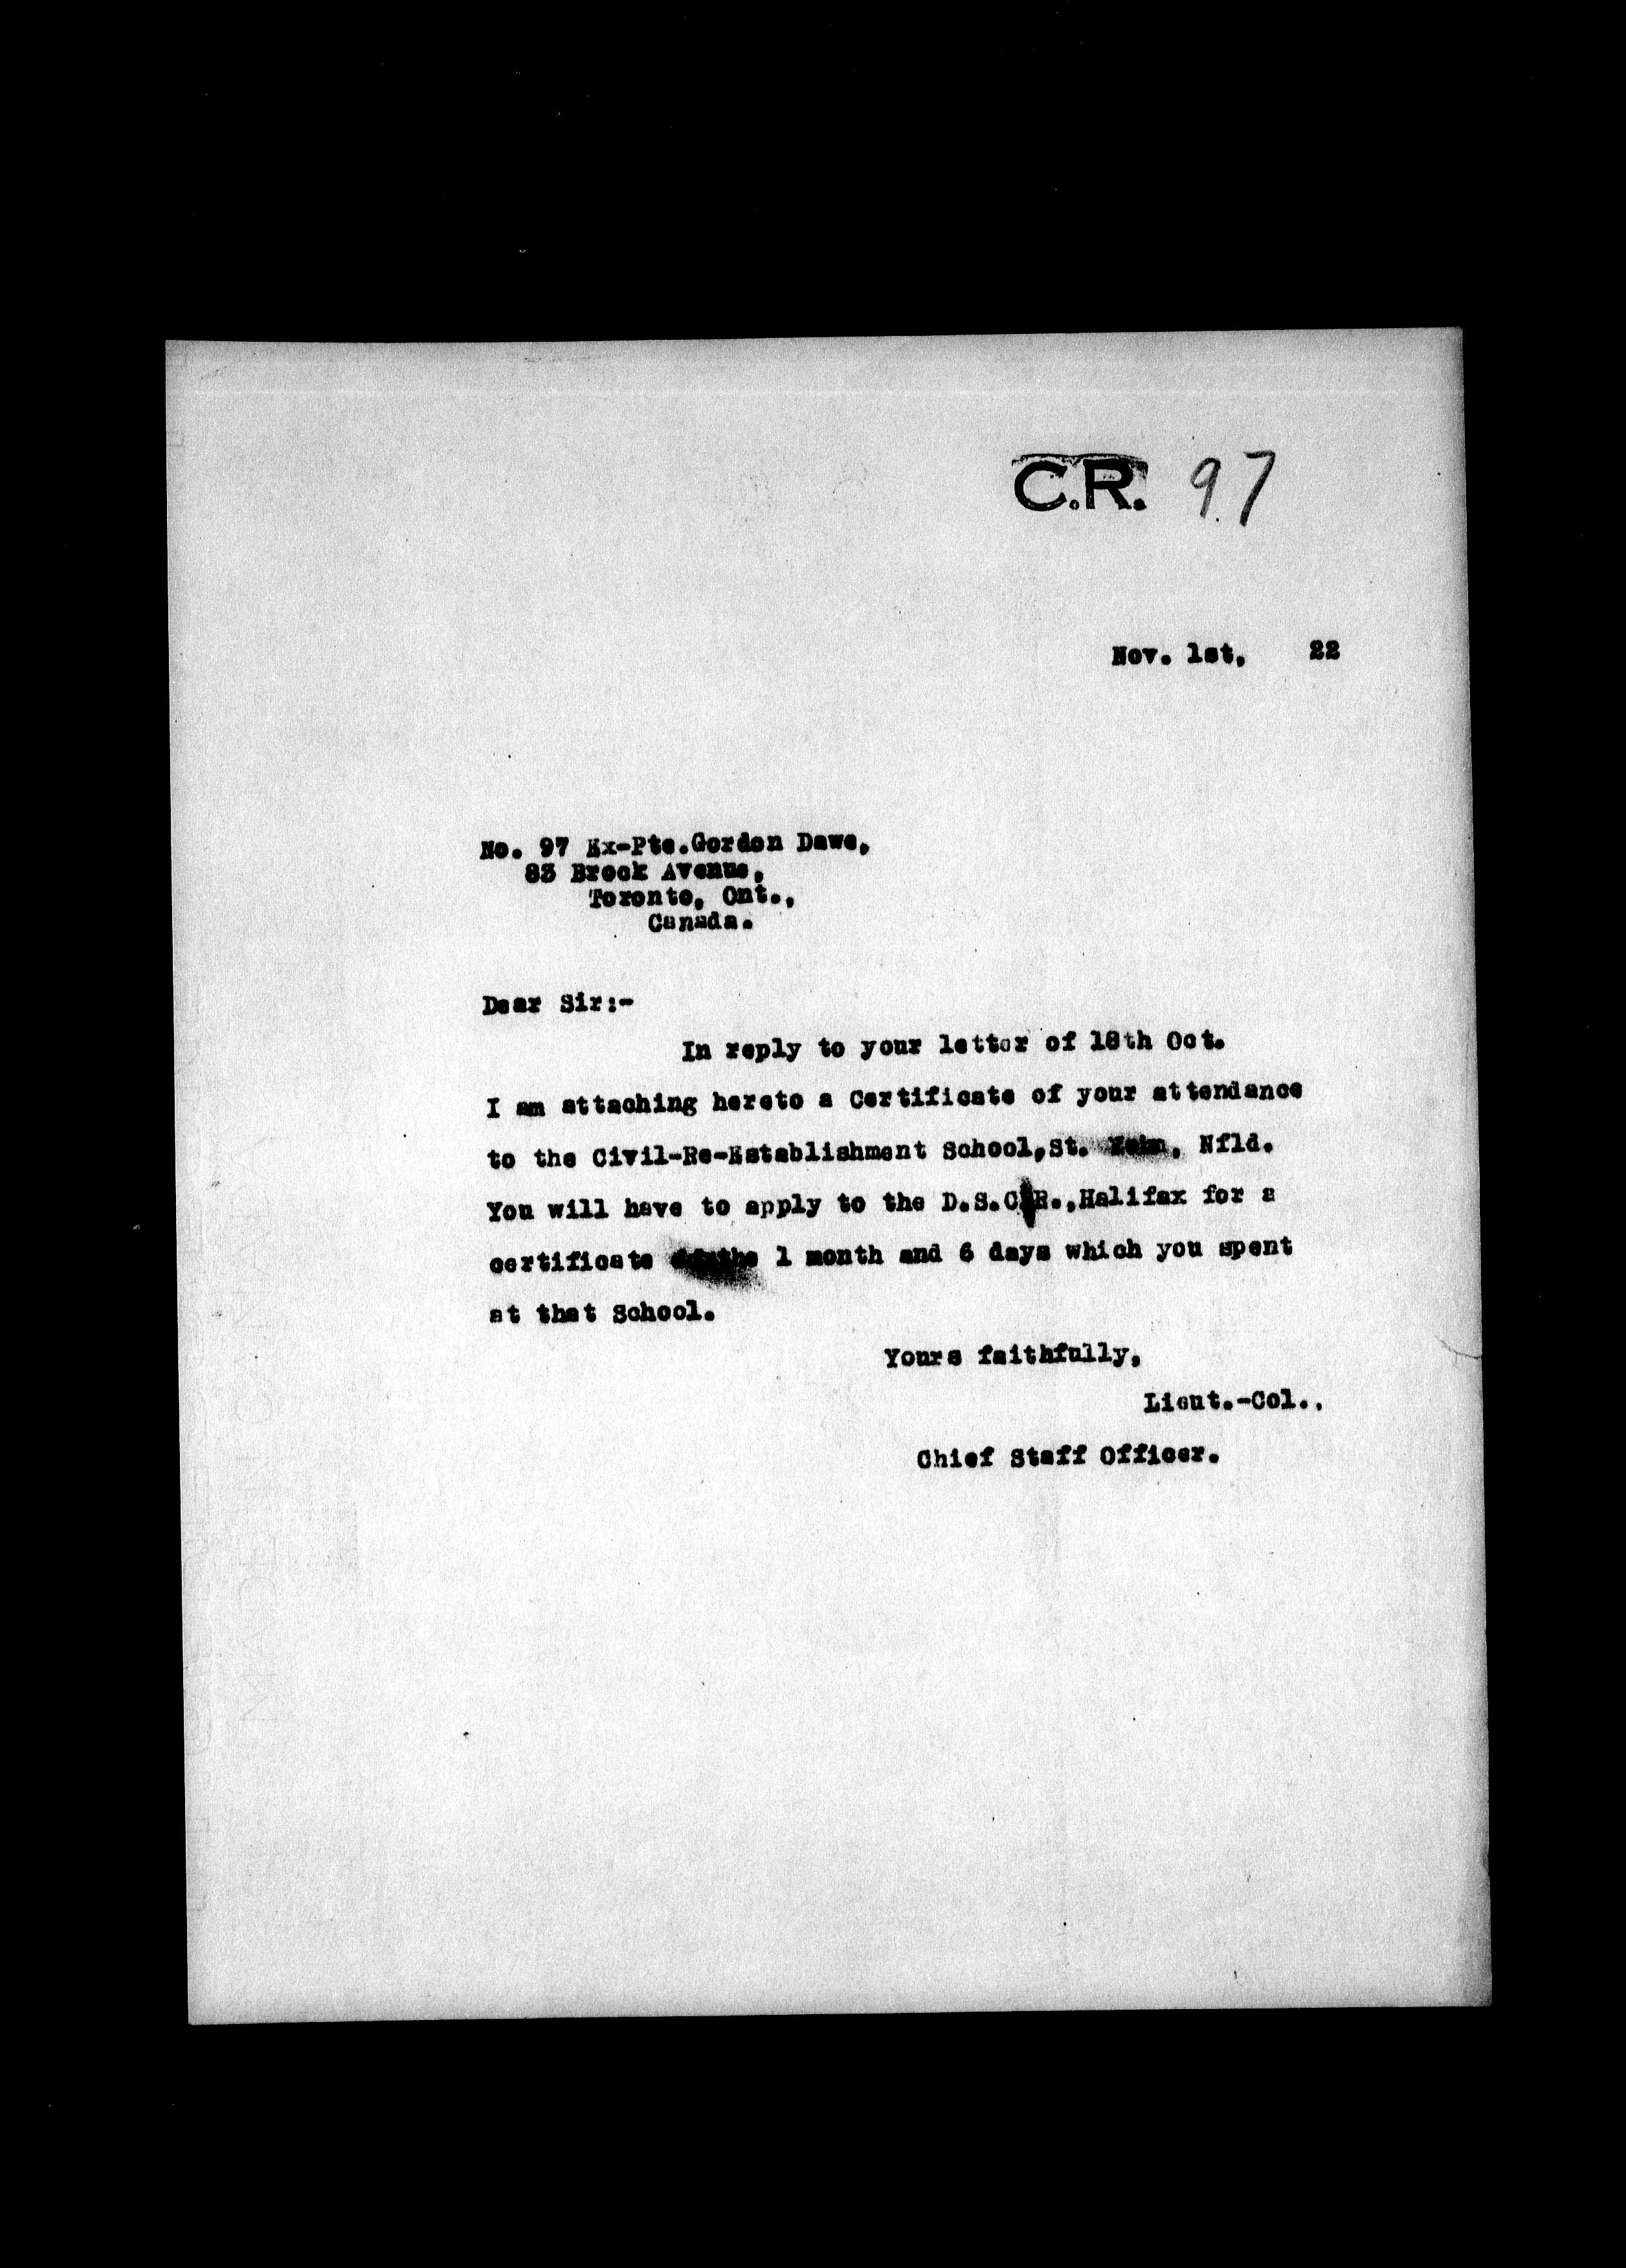 C.R. 97
Nov. 1st, 22
No. 97 Ex-Pte.Gordon Dawe,
83 Brock Avenue,
Toronto, Ont.,
Canada.
Dear Sir:-
In reply to your letter of 18th Oct.
I am attaching hereto a Certificate of your attendance
to the Civil-Re-Establishment School,St. , Nfld.
You will have to apply to the D.S.C.R.,Halifax for a
certificate the 1 month and 6 days which you spent
at that School.
Yours faithfully,
Lieut.-Col.,
Chief Staff Officer.